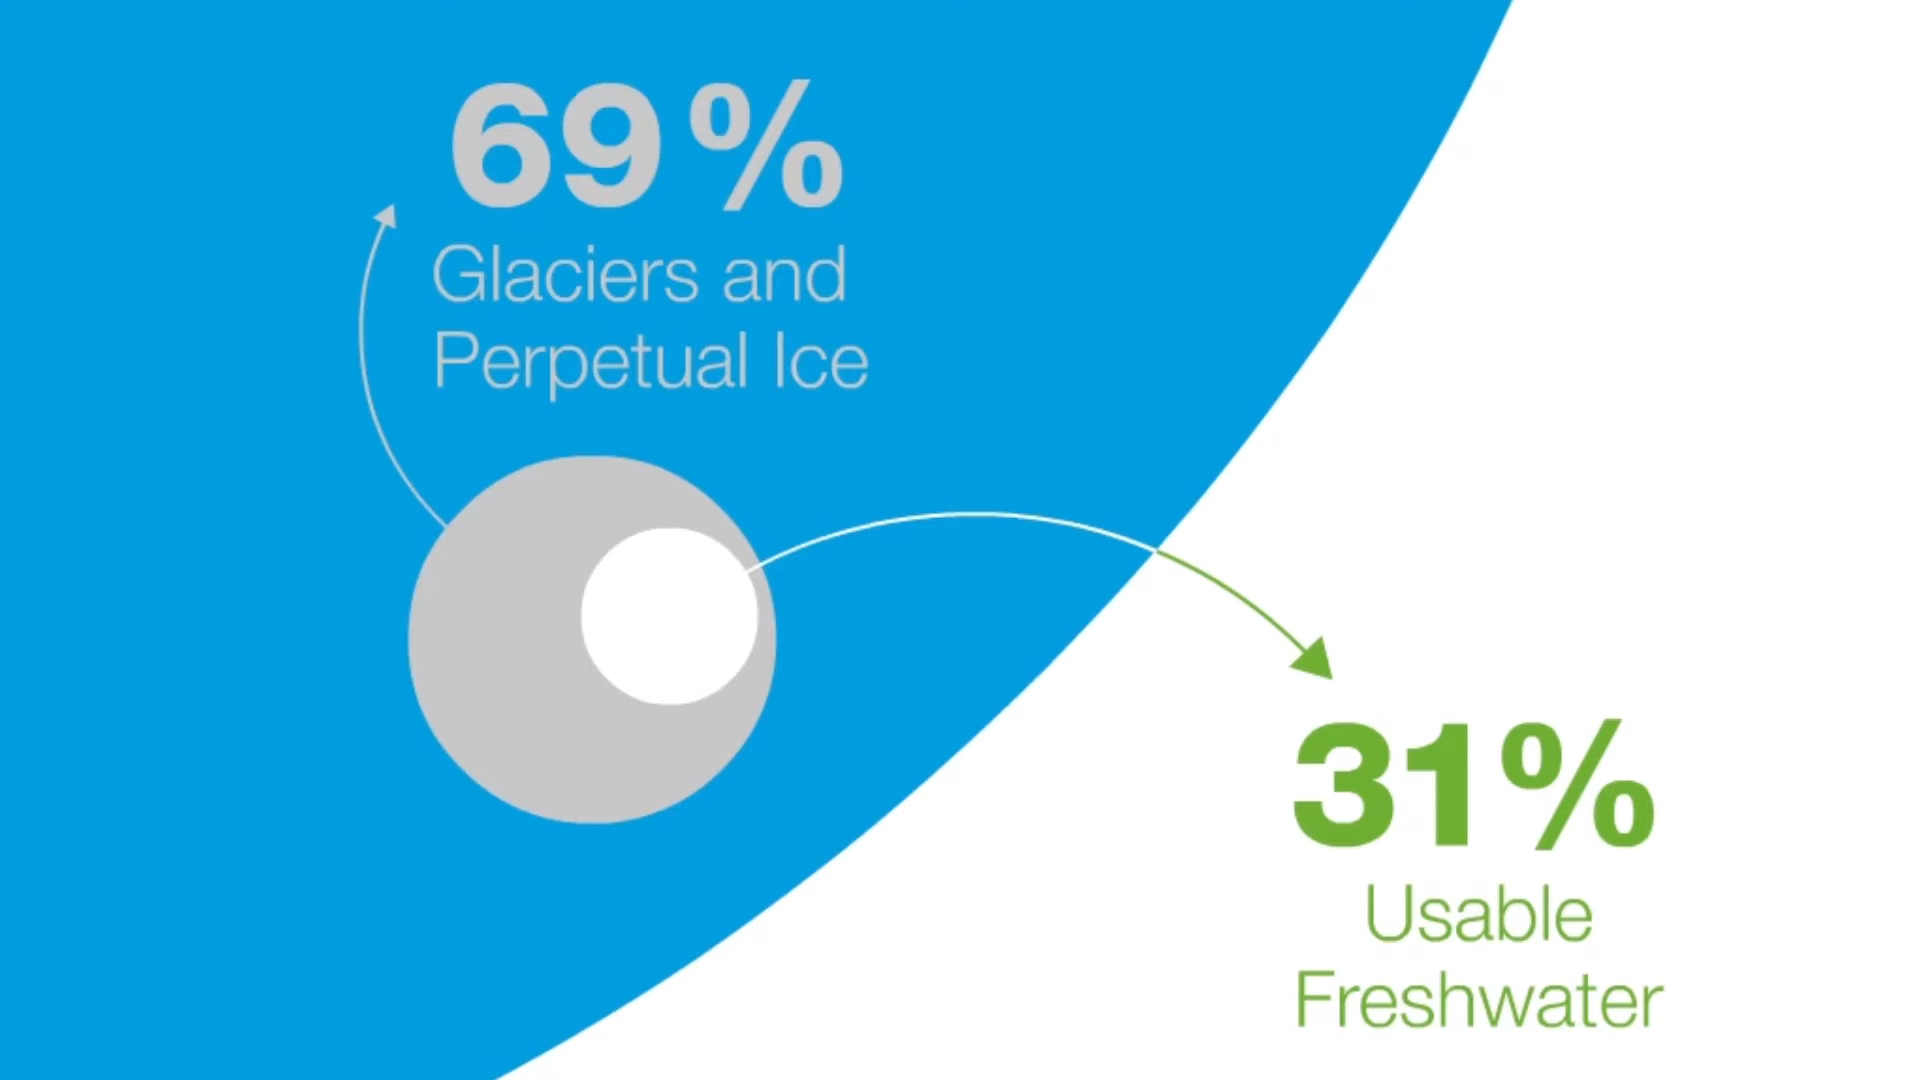 69%
Glaciers and
Perpetual Ice
31%
Usable
Freshwater